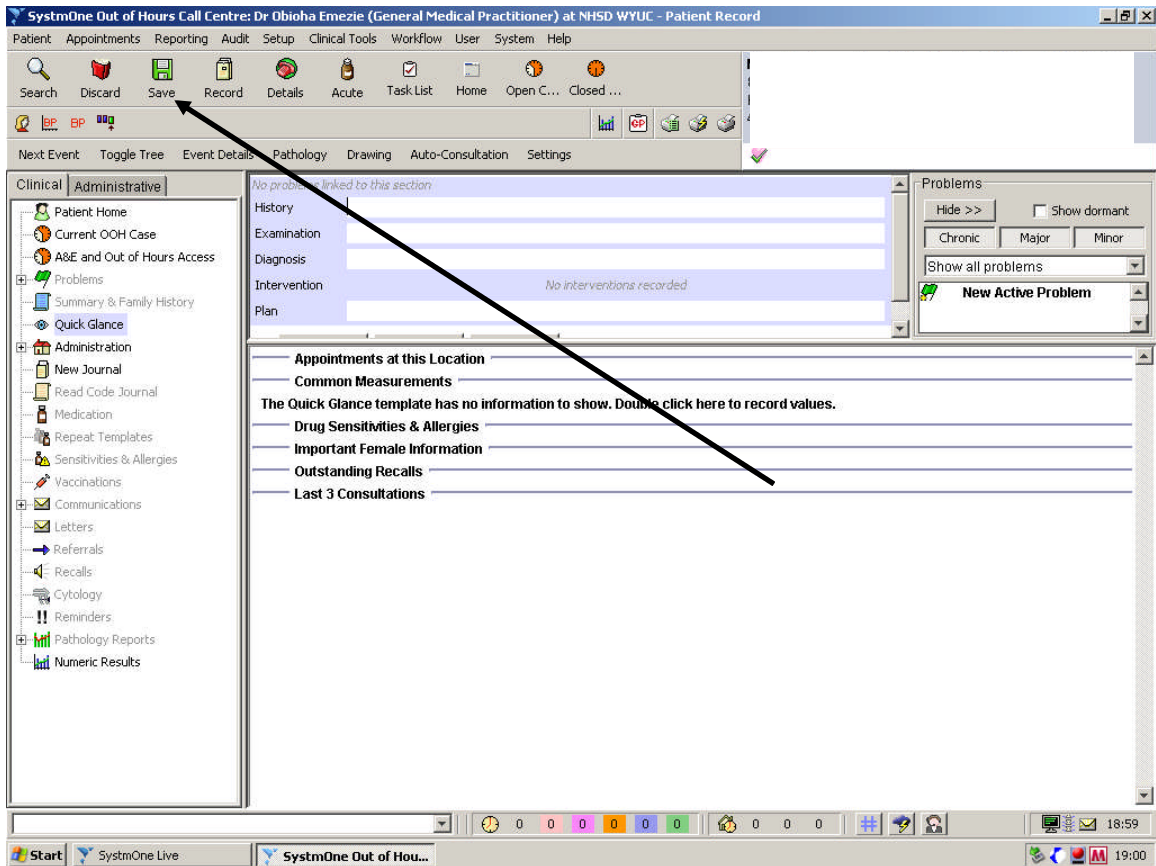 SystmOne Out of Hours Call Centre: Dr Obioha Emezie (General Medical Practitioner) at NHSD WYUC - Patient Record
Patient Appointments Reporting Audit Setup Clinical Tools Workflow User System Help
Search Discard Save Record Details Acute Task List Home Open C... Closed ...
BP BP GP
Next Event Toggle Tree Event Details Pathology Drawing Auto-Consultation Settings
Clinical Administrative
Patient Home
Current OOH Case
A&E and Out of Hours Access
Problems
Summary & Family History
Quick Glance
Administration
New Journal
Read Code Journal
Medication
Repeat Templates
Sensitivities & Allergies
Vaccinations
Communications
Letters
Referrals
Recalls
Cytology
Reminders
Pathology Reports
Numeric Results
No problems linked to this section
History
Examination
Diagnosis
Intervention No interventions recorded
Plan
Problems
Hide >> Show dormant
Chronic Major Minor
Show all problems
New Active Problem
Appointments at this Location
Common Measurements
The Quick Glance template has no information to show. Double click here to record values.
Drug Sensitivities & Allergies
Important Female Information
Outstanding Recalls
Last 3 Consultations
0 0 0 0 0 0 0 0 0 18:59
Start SystmOne Live SystmOne Out of Hou... M 19:00